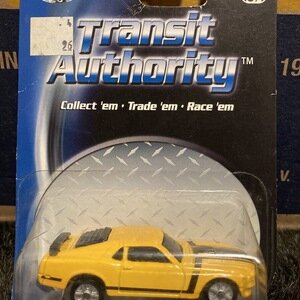 Transit
Authority™
Collect 'em · Trade 'em · Race 'em